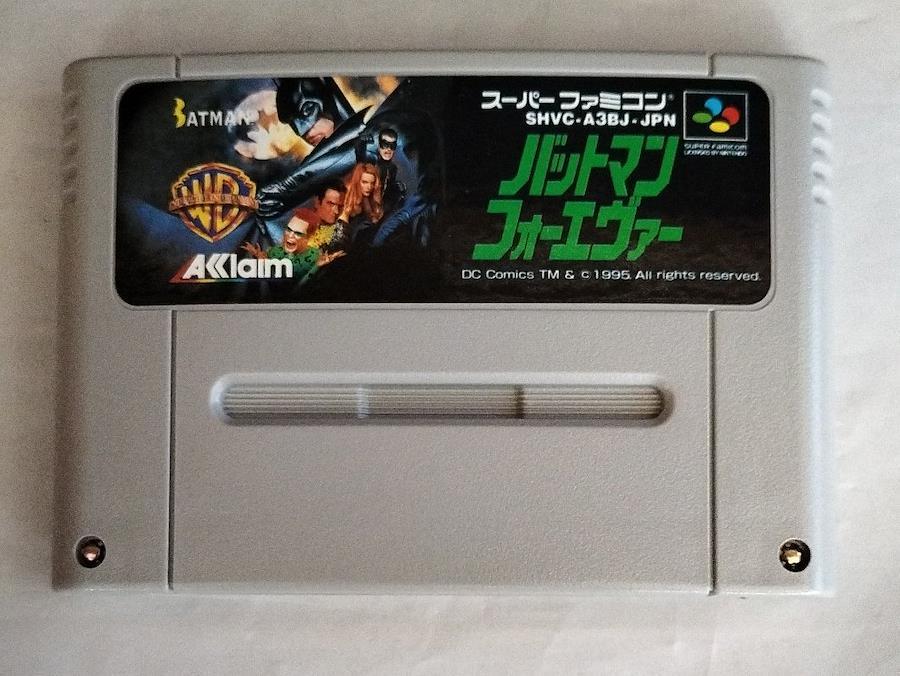 BATMAN
WB
Acclaim
スーパーファミコン®
SHVC-A3BJ-JPN
SUPER FAMICOM
LICENSED BY NINTENDO
バットマン
フォーエヴァー
DC Comics TM & © 1995. All rights reserved.